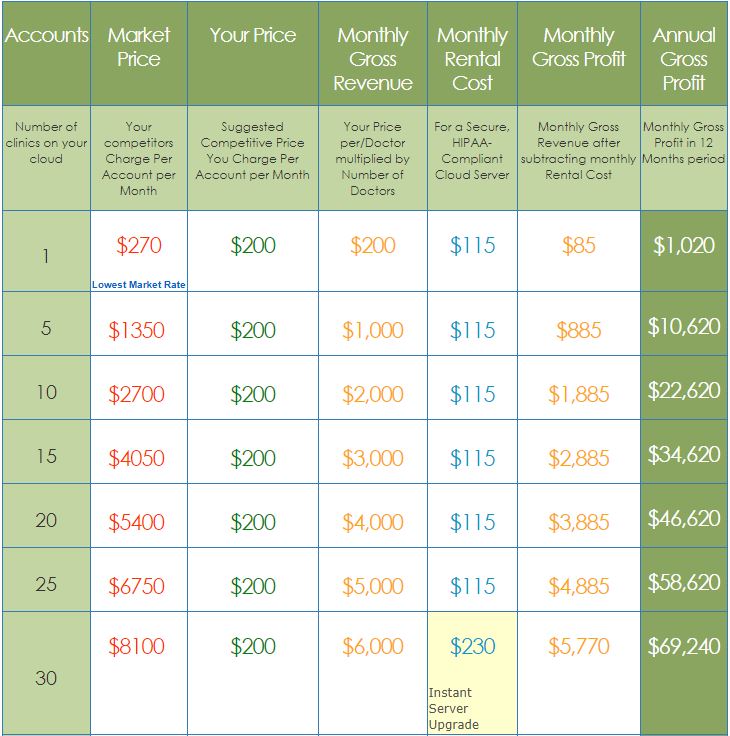 Accounts Market Price Your Price Monthly Gross Revenue Monthly Rental Cost Monthly Gross Profit Annual Gross Profit
Number of clinics on your cloud
Your competitors Charge Per Account per Month
Suggested Competitive Price You Charge Per Account per Month
Your Price per/Doctor multiplied by Number of Doctors
For a Secure, HIPAA-Compliant Cloud Server
Monthly Gross Revenue after subtracting monthly Rental Cost
Monthly Gross Profit in 12 Months period
1 $270 $200 $200 $115 $85 $1,020
Lowest Market Rate
5 $1350 $200 $1,000 $115 $885 $10,620
10 $2700 $200 $2,000 $115 $1,885 $22,620
15 $4050 $200 $3,000 $115 $2,885 $34,620
20 $5400 $200 $4,000 $115 $3,885 $46,620
25 $6750 $200 $5,000 $115 $4,885 $58,620
30 $8100 $200 $6,000 $230 $5,770 $69,240
Instant
Server
Upgrade